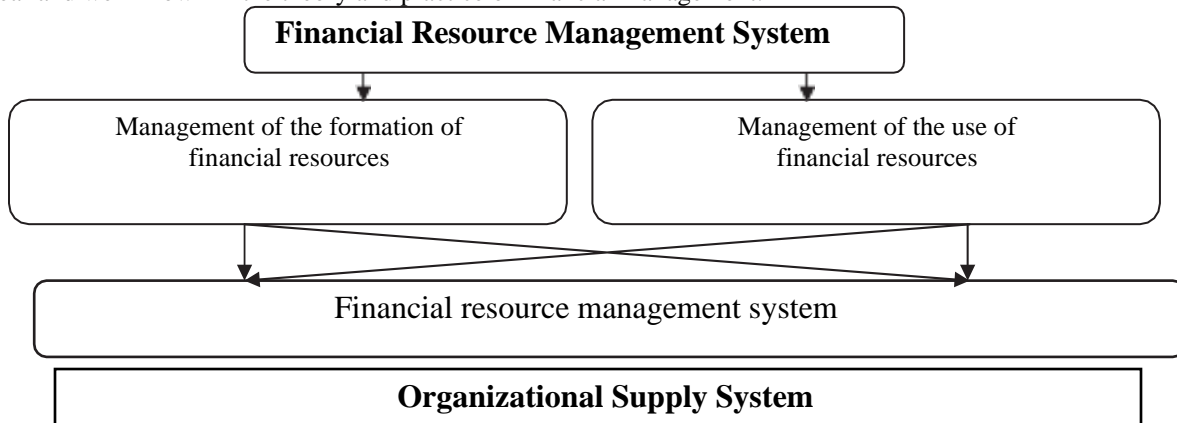 Financial Resource Management System
Management of the formation of
financial resources
Management of the use of
financial resources
Financial resource management system
Organizational Supply System